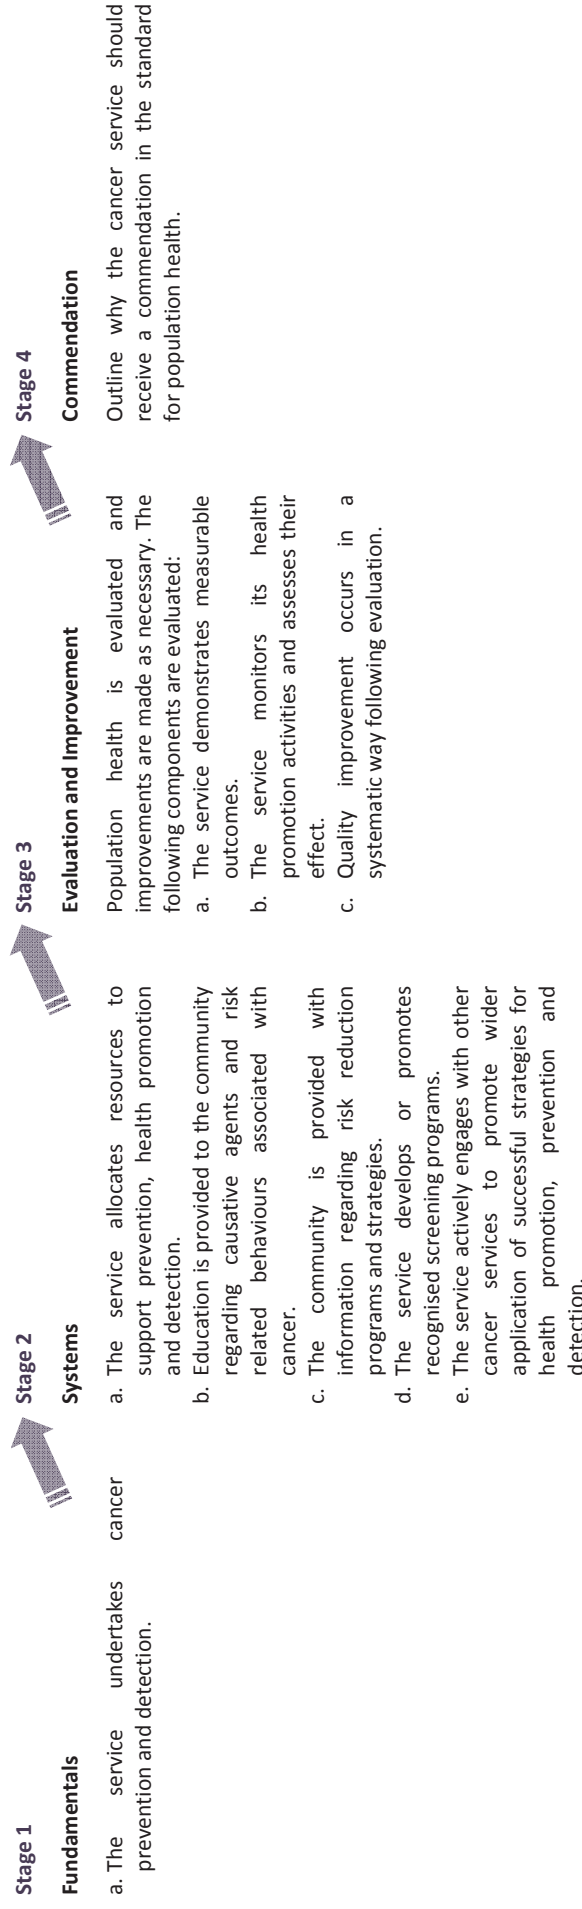 Stage 1
Fundamentals
a. The service undertakes cancer
prevention and detection.
Stage 2
Systems
a. The service allocates resources to
support prevention, health promotion
and detection.
b. Education is provided to the community
regarding causative agents and risk
related behaviours associated with
cancer.
c. The community is provided with
information regarding risk reduction
programs and strategies.
d. The service develops or promotes
recognised screening programs.
e. The service actively engages with other
cancer services to promote wider
application of successful strategies for
health promotion, prevention and
detection.
Stage 3
Evaluation and Improvement
Population health is evaluated and
improvements are made as necessary. The
following components are evaluated:
a. The service demonstrates measurable
outcomes.
b. The service monitors its health
promotion activities and assesses their
effect.
c. Quality improvement occurs in a
systematic way following evaluation.
Stage 4
Commendation
Outline why the cancer service should
receive a commendation in the standard
for population health.